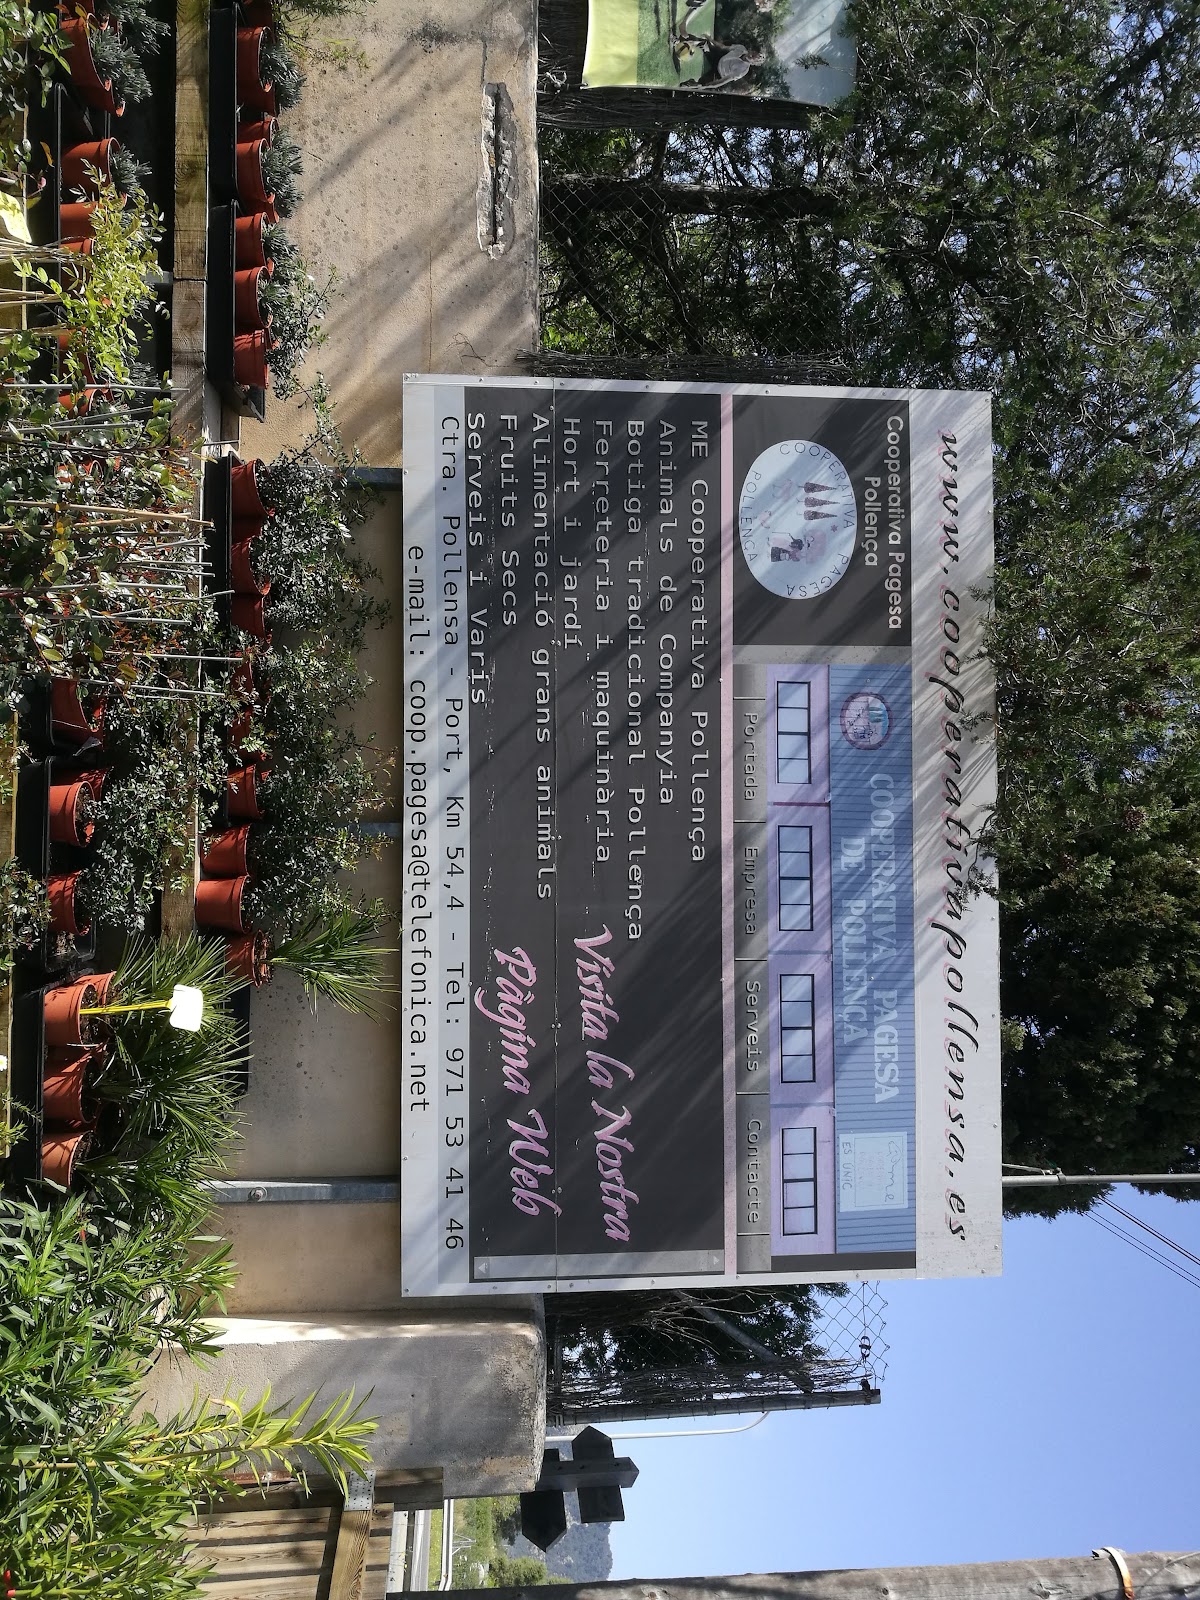 www.cooperativapollensa.es
Cooperativa Pagesa
Pollença
COOPERATIVA PAGESA
POLLENÇA
COOPERATIVA PAGESA
DE POLLENÇA
ES ÚNIC
Portada
Empresa
Serveis
Contacte
ME Cooperativa Pollença
Animals de Companyia
Botiga tradicional Pollença
Ferreteria i maquinària
Hort i jardí
Alimentació grans animals
Fruits Secs
Serveis i Varis
Visita la Nostra
Pàgina Web
Ctra. Pollensa - Port, Km 54,4 - Tel: 971 53 41 46
e-mail: coop.pagesa@telefonica.net